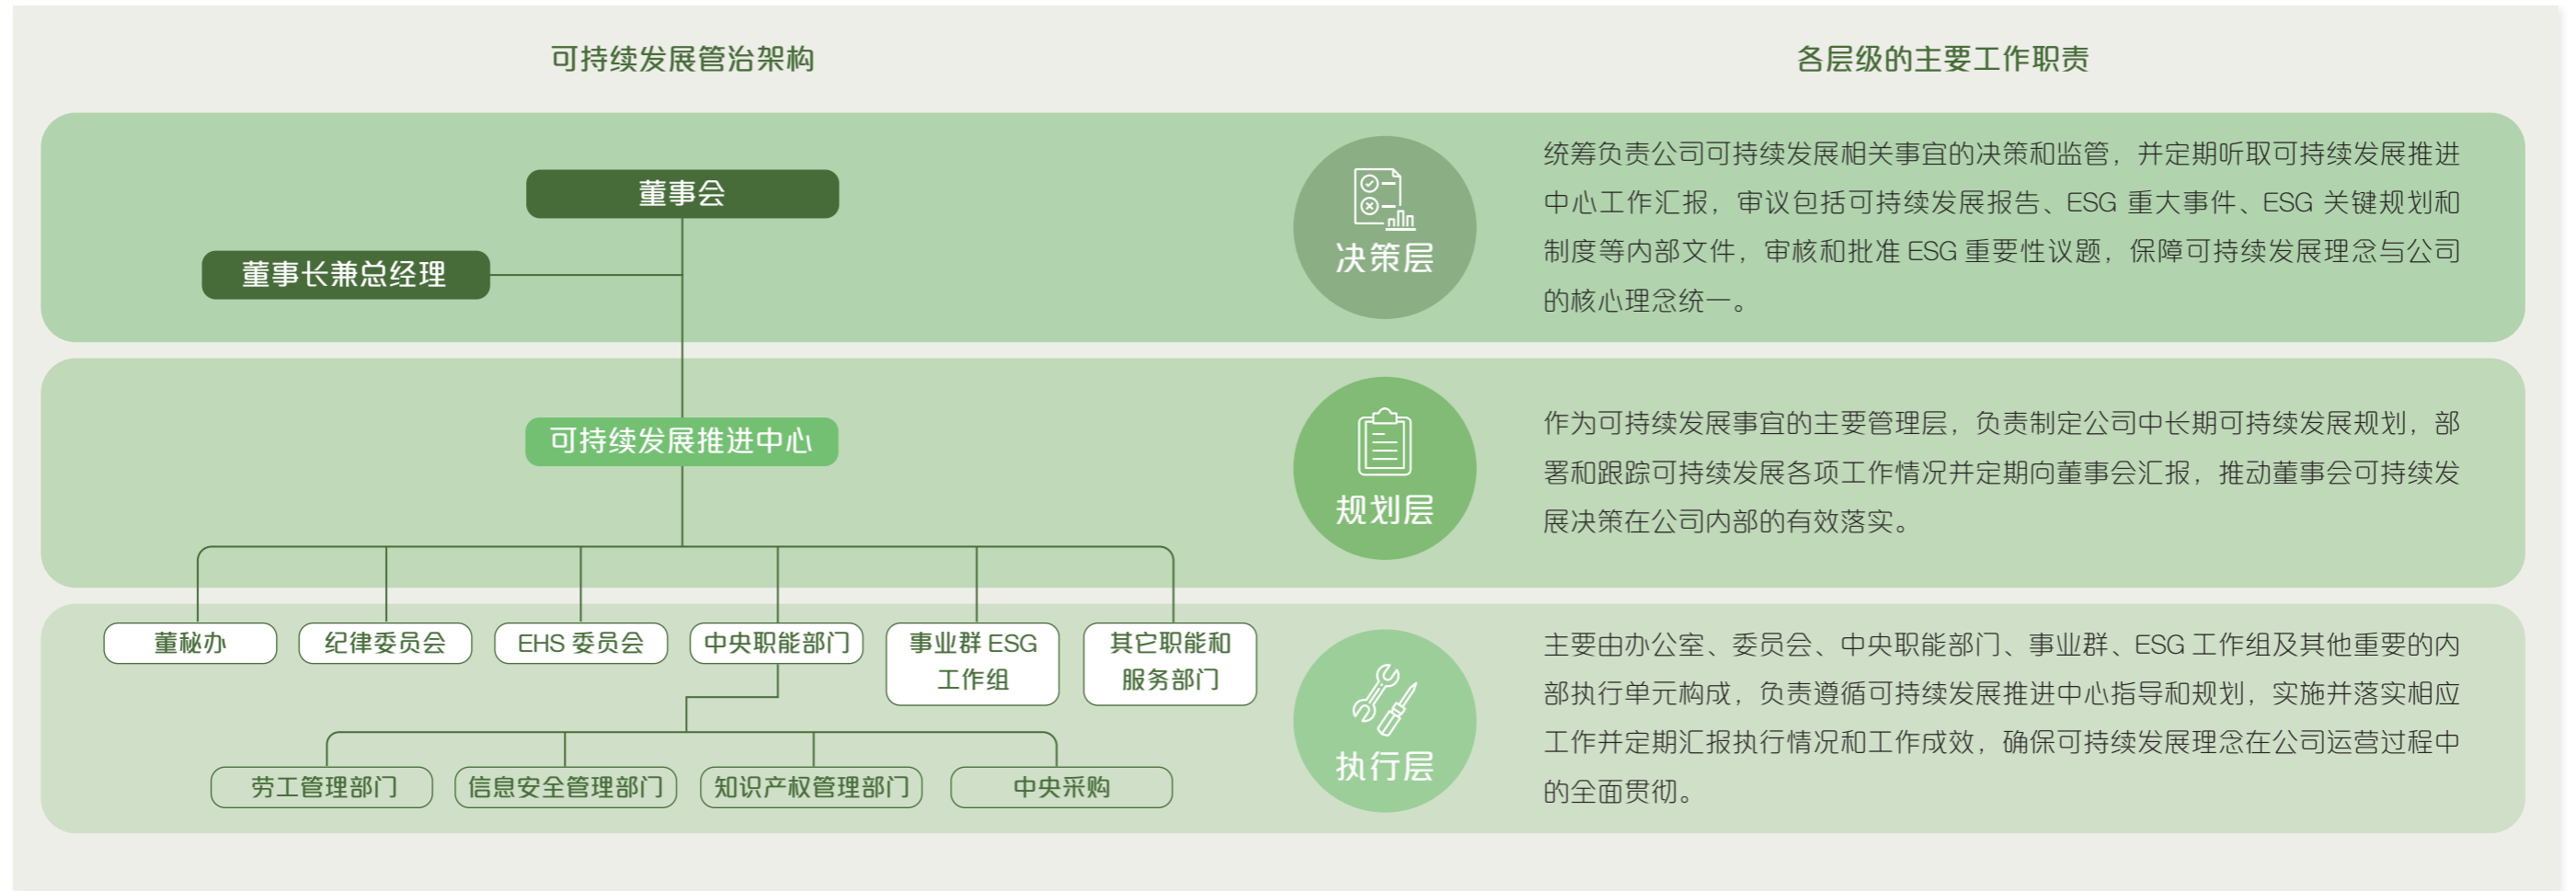 可持续发展管治架构
各层级的主要工作职责
董事会
董事长兼总经理
决策层
统筹负责公司可持续发展相关事宜的决策和监管，并定期听取可持续发展推进
中心工作汇报，审议包括可持续发展报告、ESG 重大事件、ESG 关键规划和
制度等内部文件，审核和批准 ESG 重要性议题，保障可持续发展理念与公司
的核心理念统一。
可持续发展推进中心
规划层
作为可持续发展事宜的主要管理层，负责制定公司中长期可持续发展规划，部
署和跟踪可持续发展各项工作情况并定期向董事会汇报，推动董事会可持续发
展决策在公司内部的有效落实。
董秘办
纪律委员会
EHS 委员会
中央职能部门
事业群 ESG
工作组
其它职能和
服务部门
劳工管理部门
信息安全管理部门
知识产权管理部门
中央采购
执行层
主要由办公室、委员会、中央职能部门、事业群、ESG 工作组及其他重要的内
部执行单元构成，负责遵循可持续发展推进中心指导和规划，实施并落实相应
工作并定期汇报执行情况和工作成效，确保可持续发展理念在公司运营过程中
的全面贯彻。